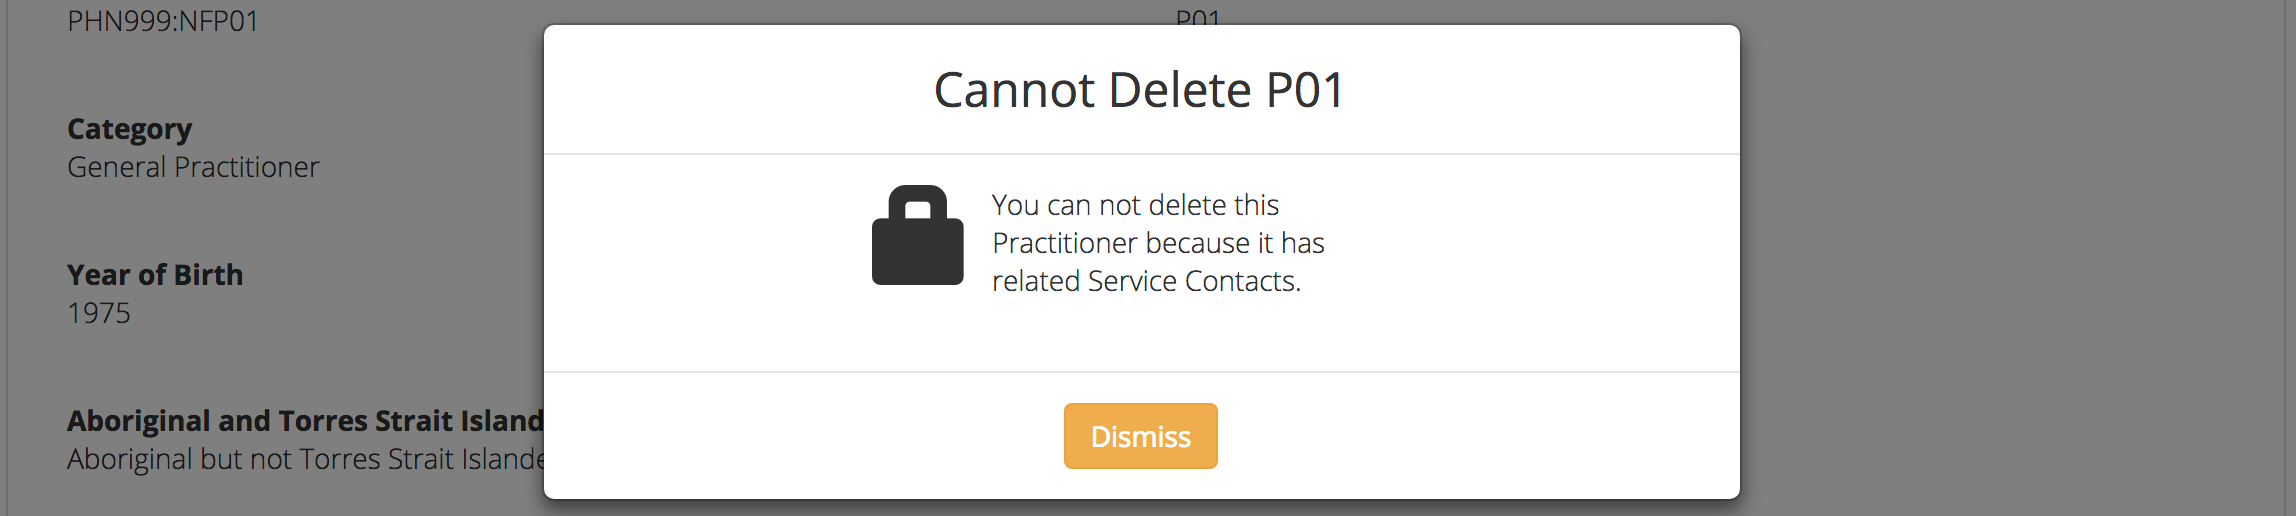 PHN999:NFP01
P01
Cannot Delete P01
Category
General Practitioner
You can not delete this
Practitioner because it has
related Service Contacts.
Year of Birth
1975
Aboriginal and Torres Strait Island
Aboriginal but not Torres Strait Islande
Dismiss